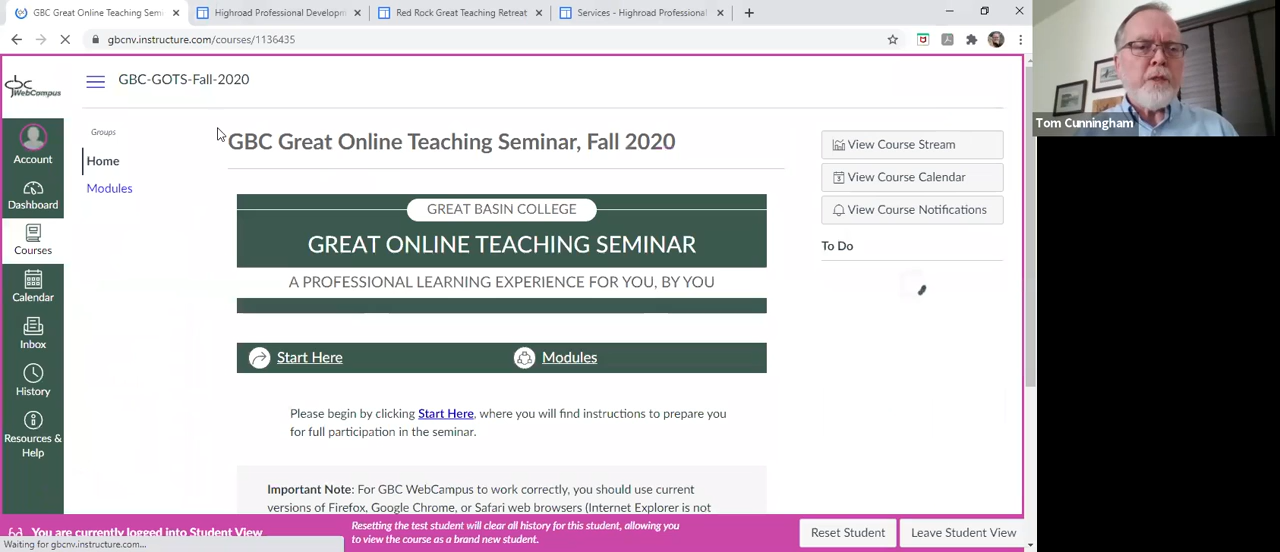 GBC Great Online Teaching Sem
Highroad Professional Developm
Red Rock Great Teaching Retreat
Services - Highroad Professional
gbcnv.instructure.com/courses/1136435
gbc
WebCampus
GBC-GOTS-Fall-2020
Account
Dashboard
Courses
Calendar
Inbox
History
Resources &
Help
Groups
Home
Modules
GBC Great Online Teaching Seminar, Fall 2020
GREAT BASIN COLLEGE
GREAT ONLINE TEACHING SEMINAR
A PROFESSIONAL LEARNING EXPERIENCE FOR YOU, BY YOU
Start Here
Modules
Please begin by clicking Start Here, where you will find instructions to prepare you
for full participation in the seminar.
Important Note: For GBC WebCampus to work correctly, you should use current
versions of Firefox, Google Chrome, or Safari web browsers (Internet Explorer is not
View Course Stream
View Course Calendar
View Course Notifications
To Do
You are currently logged into Student View
Resetting the test student will clear all history for this student, allowing you
to view the course as a brand new student.
Reset Student
Leave Student View
Waiting for gbcnv.instructure.com...
Tom Cunningham